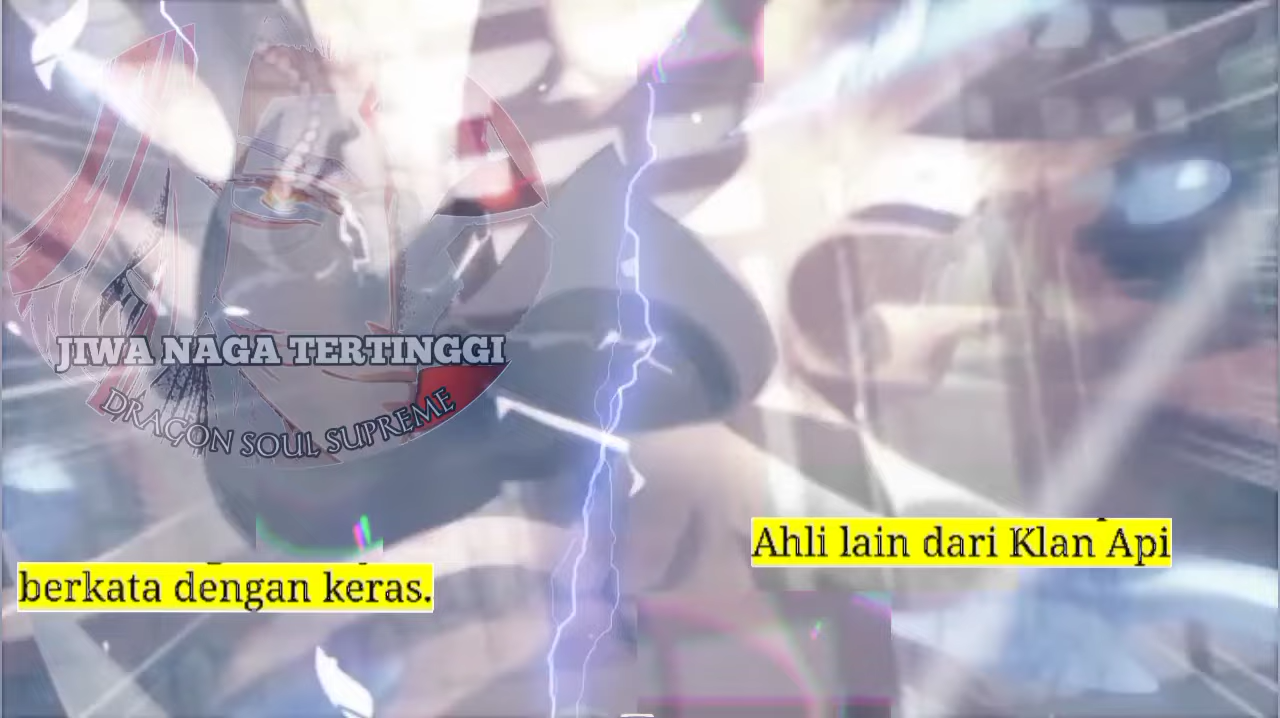 JIWA NAGA TERTINGGI
DRAGON SOUL SUPREME
Ahli lain dari Klan Api
berkata dengan keras.